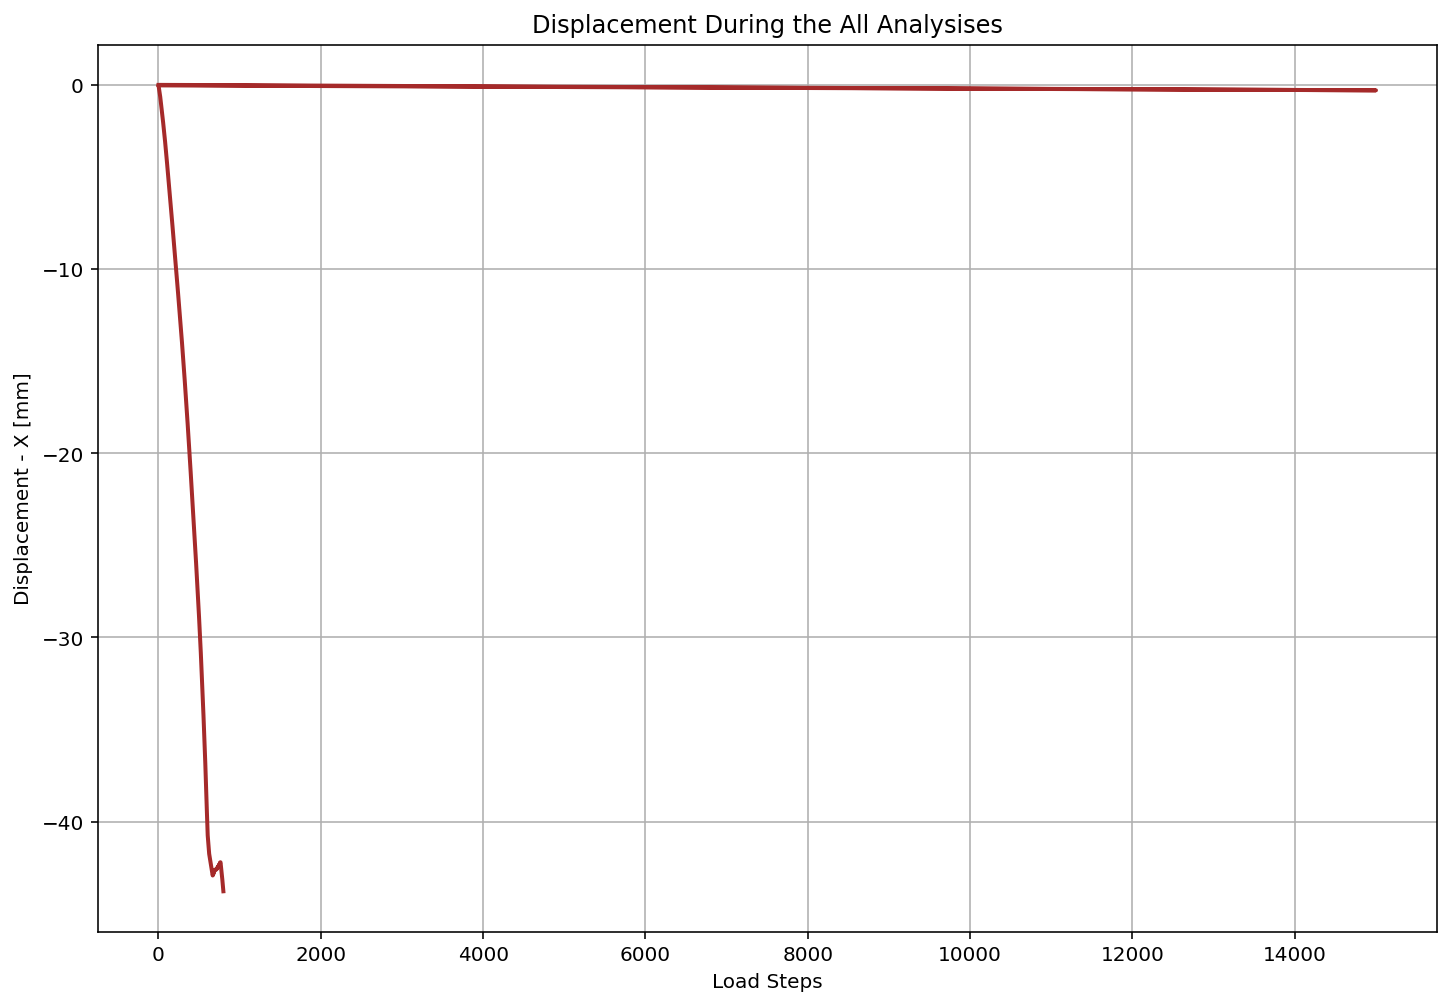 Displacement During the All Analysises
Displacement - X [mm]
0
−10
−20
−30
−40
0 2000 4000 6000 8000 10000 12000 14000
Load Steps